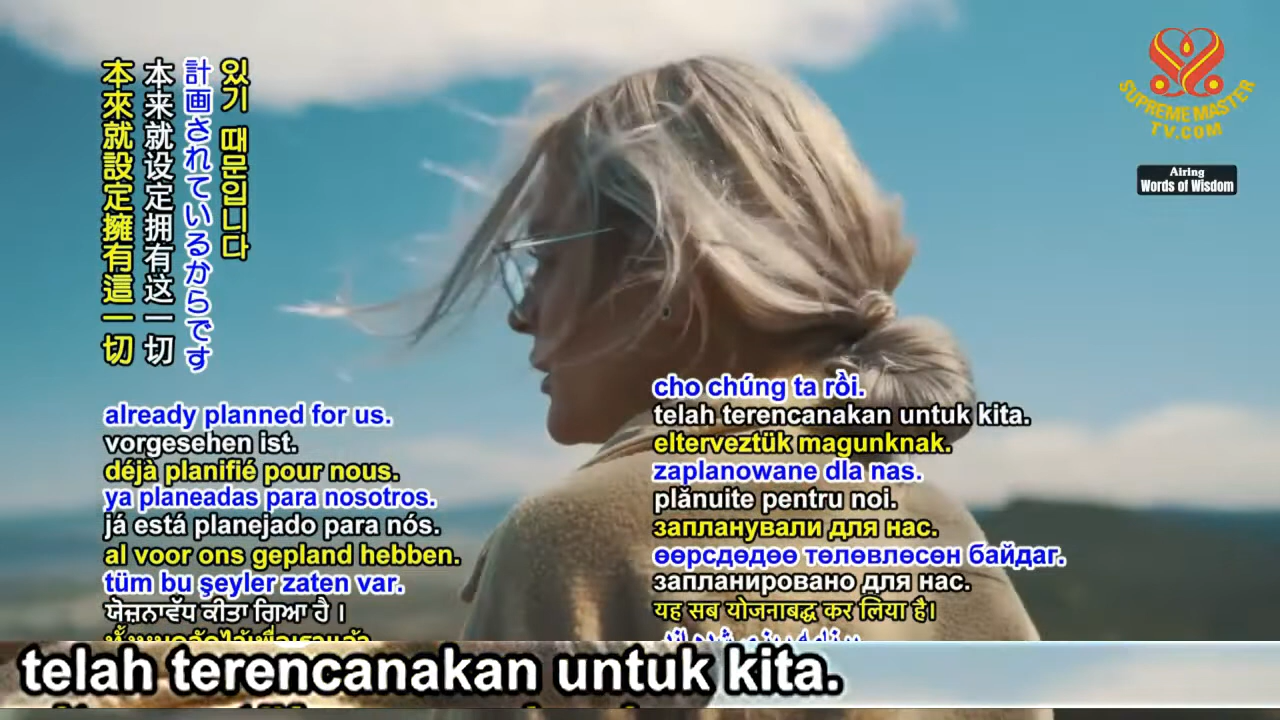 있기 때문입니다
計画されているからです
本来就设定拥有这一切
本來就設定擁有這一切
SUPREME MASTER
TV.COM
Airing
Words of Wisdom
already planned for us.
vorgesehen ist.
déjà planifié pour nous.
ya planeadas para nosotros.
já está planejado para nós.
al voor ons gepland hebben.
tüm bu şeyler zaten var.
ਯੋਜ਼ਨਾਵੱਧ ਕੀਤਾ ਗਿਆ ਹੈ।
cho chúng ta rồi.
telah terencanakan untuk kita.
elterveztük magunknak.
zaplanowane dla nas.
plănuite pentru noi.
запланували для нас.
өөрсдөдөө төлөвлөсөн байдаг.
запланировано для нас.
यह सब योजनाबद्ध कर लिया है।
telah terencanakan untuk kita.